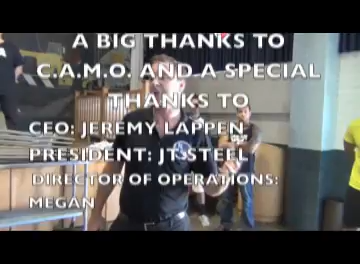 A BIG THANKS TO
C.A.M.O. AND A SPECIAL
THANKS TO
CEO: JEREMY LAPPEN
PRESIDENT: JT STEEL
DIRECTOR OF OPERATIONS:
MEGAN